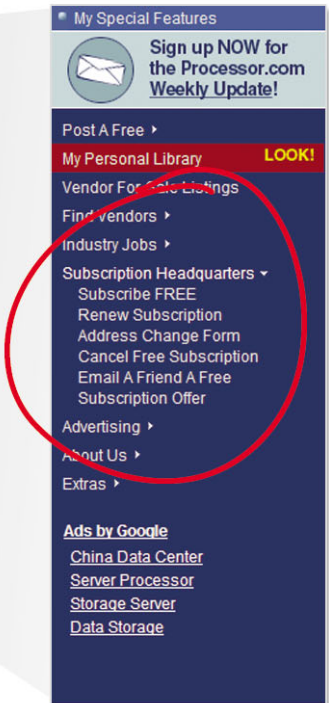 My Special Features
Sign up NOW for
the Processor.com
Weekly Update!
Post A Free
My Personal Library LOOK!
Vendor For Sale Listings
Find Vendors
Industry Jobs
Subscription Headquarters
Subscribe FREE
Renew Subscription
Address Change Form
Cancel Free Subscription
Email A Friend A Free
Subscription Offer
Advertising
About Us
Extras
Ads by Google
China Data Center
Server Processor
Storage Server
Data Storage